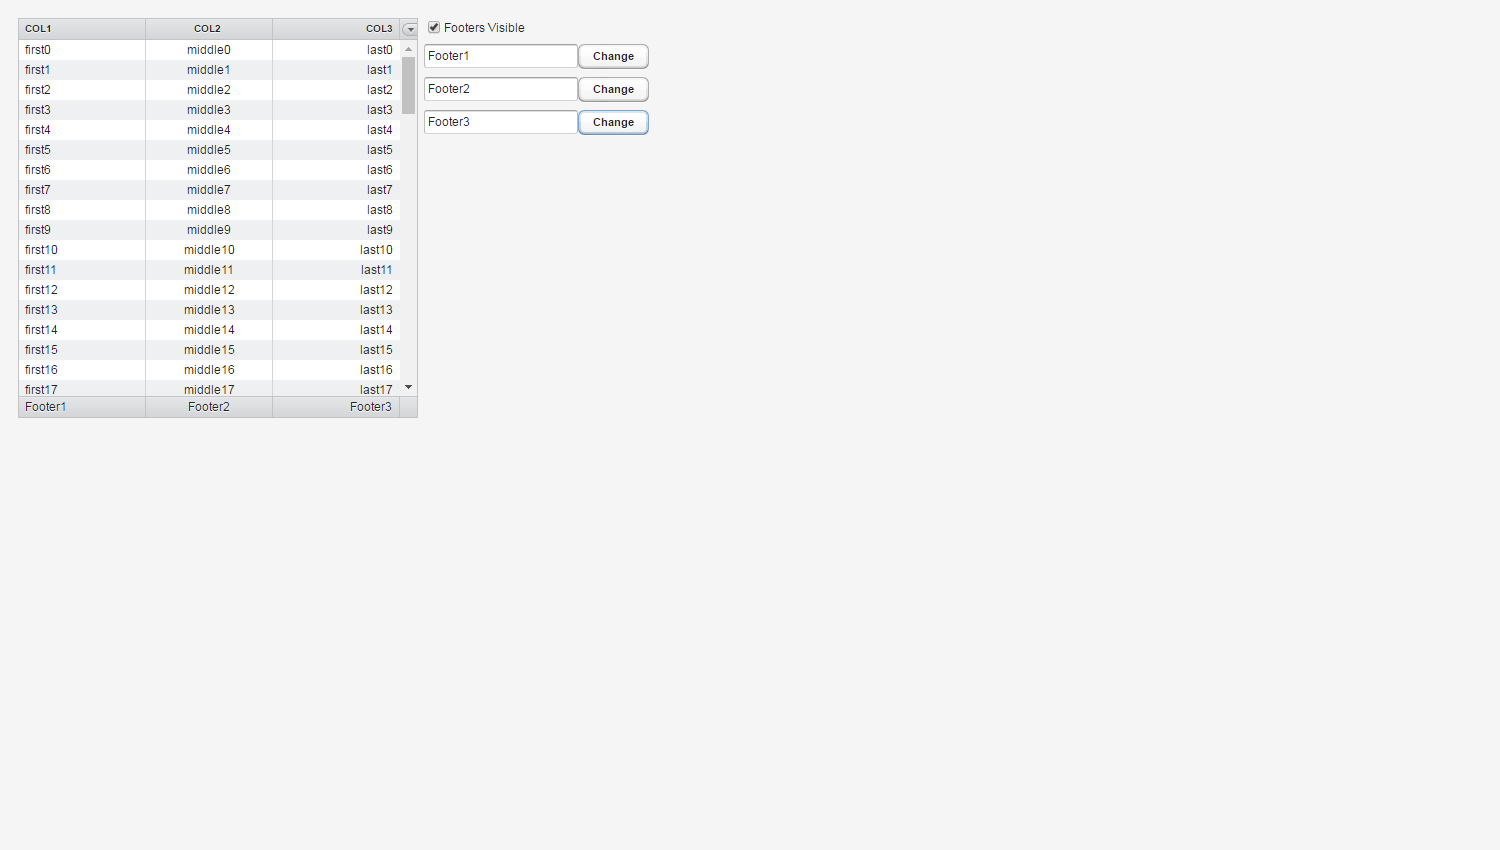 COL1 COL2 COL3
first0 middle0 last0
first1 middle1 last1
first2 middle2 last2
first3 middle3 last3
first4 middle4 last4
first5 middle5 last5
first6 middle6 last6
first7 middle7 last7
first8 middle8 last8
first9 middle9 last9
first10 middle10 last10
first11 middle11 last11
first12 middle12 last12
first13 middle13 last13
first14 middle14 last14
first15 middle15 last15
first16 middle16 last16
first17 middle17 last17
Footer1 Footer2 Footer3
Footers Visible
Footer1 Change
Footer2 Change
Footer3 Change